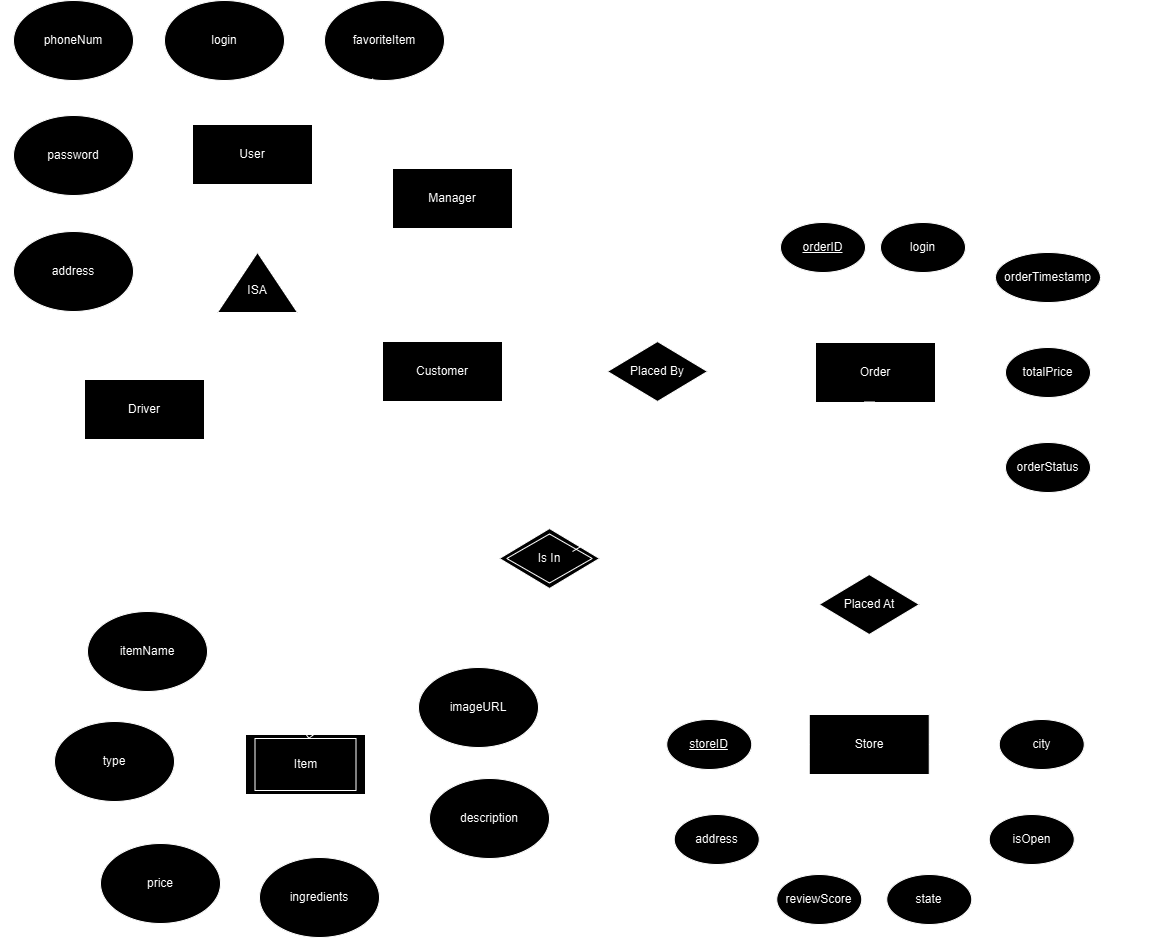 phoneNum
login
favoriteItem
password
User
Manager
address
ISA
orderID
login
orderTimestamp
Customer
Placed By
Order
totalPrice
Driver
orderStatus
Is In
Placed At
itemName
imageURL
type
Item
storeID
Store
city
description
address
isOpen
price
ingredients
reviewScore
state